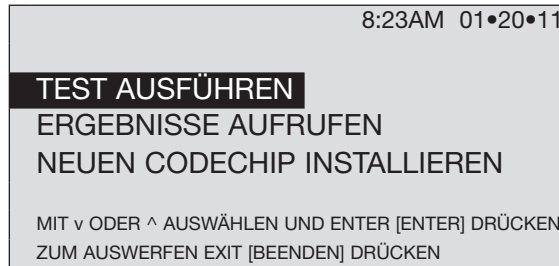 8:23AM 01•20•11
TEST AUSFÜHREN
ERGEBNISSE AUFRUFEN
NEUEN CODECHIP INSTALLIEREN
MIT v ODER ^ AUSWÄHLEN UND ENTER [ENTER] DRÜCKEN
ZUM AUSWERFEN EXIT [BEENDEN] DRÜCKEN